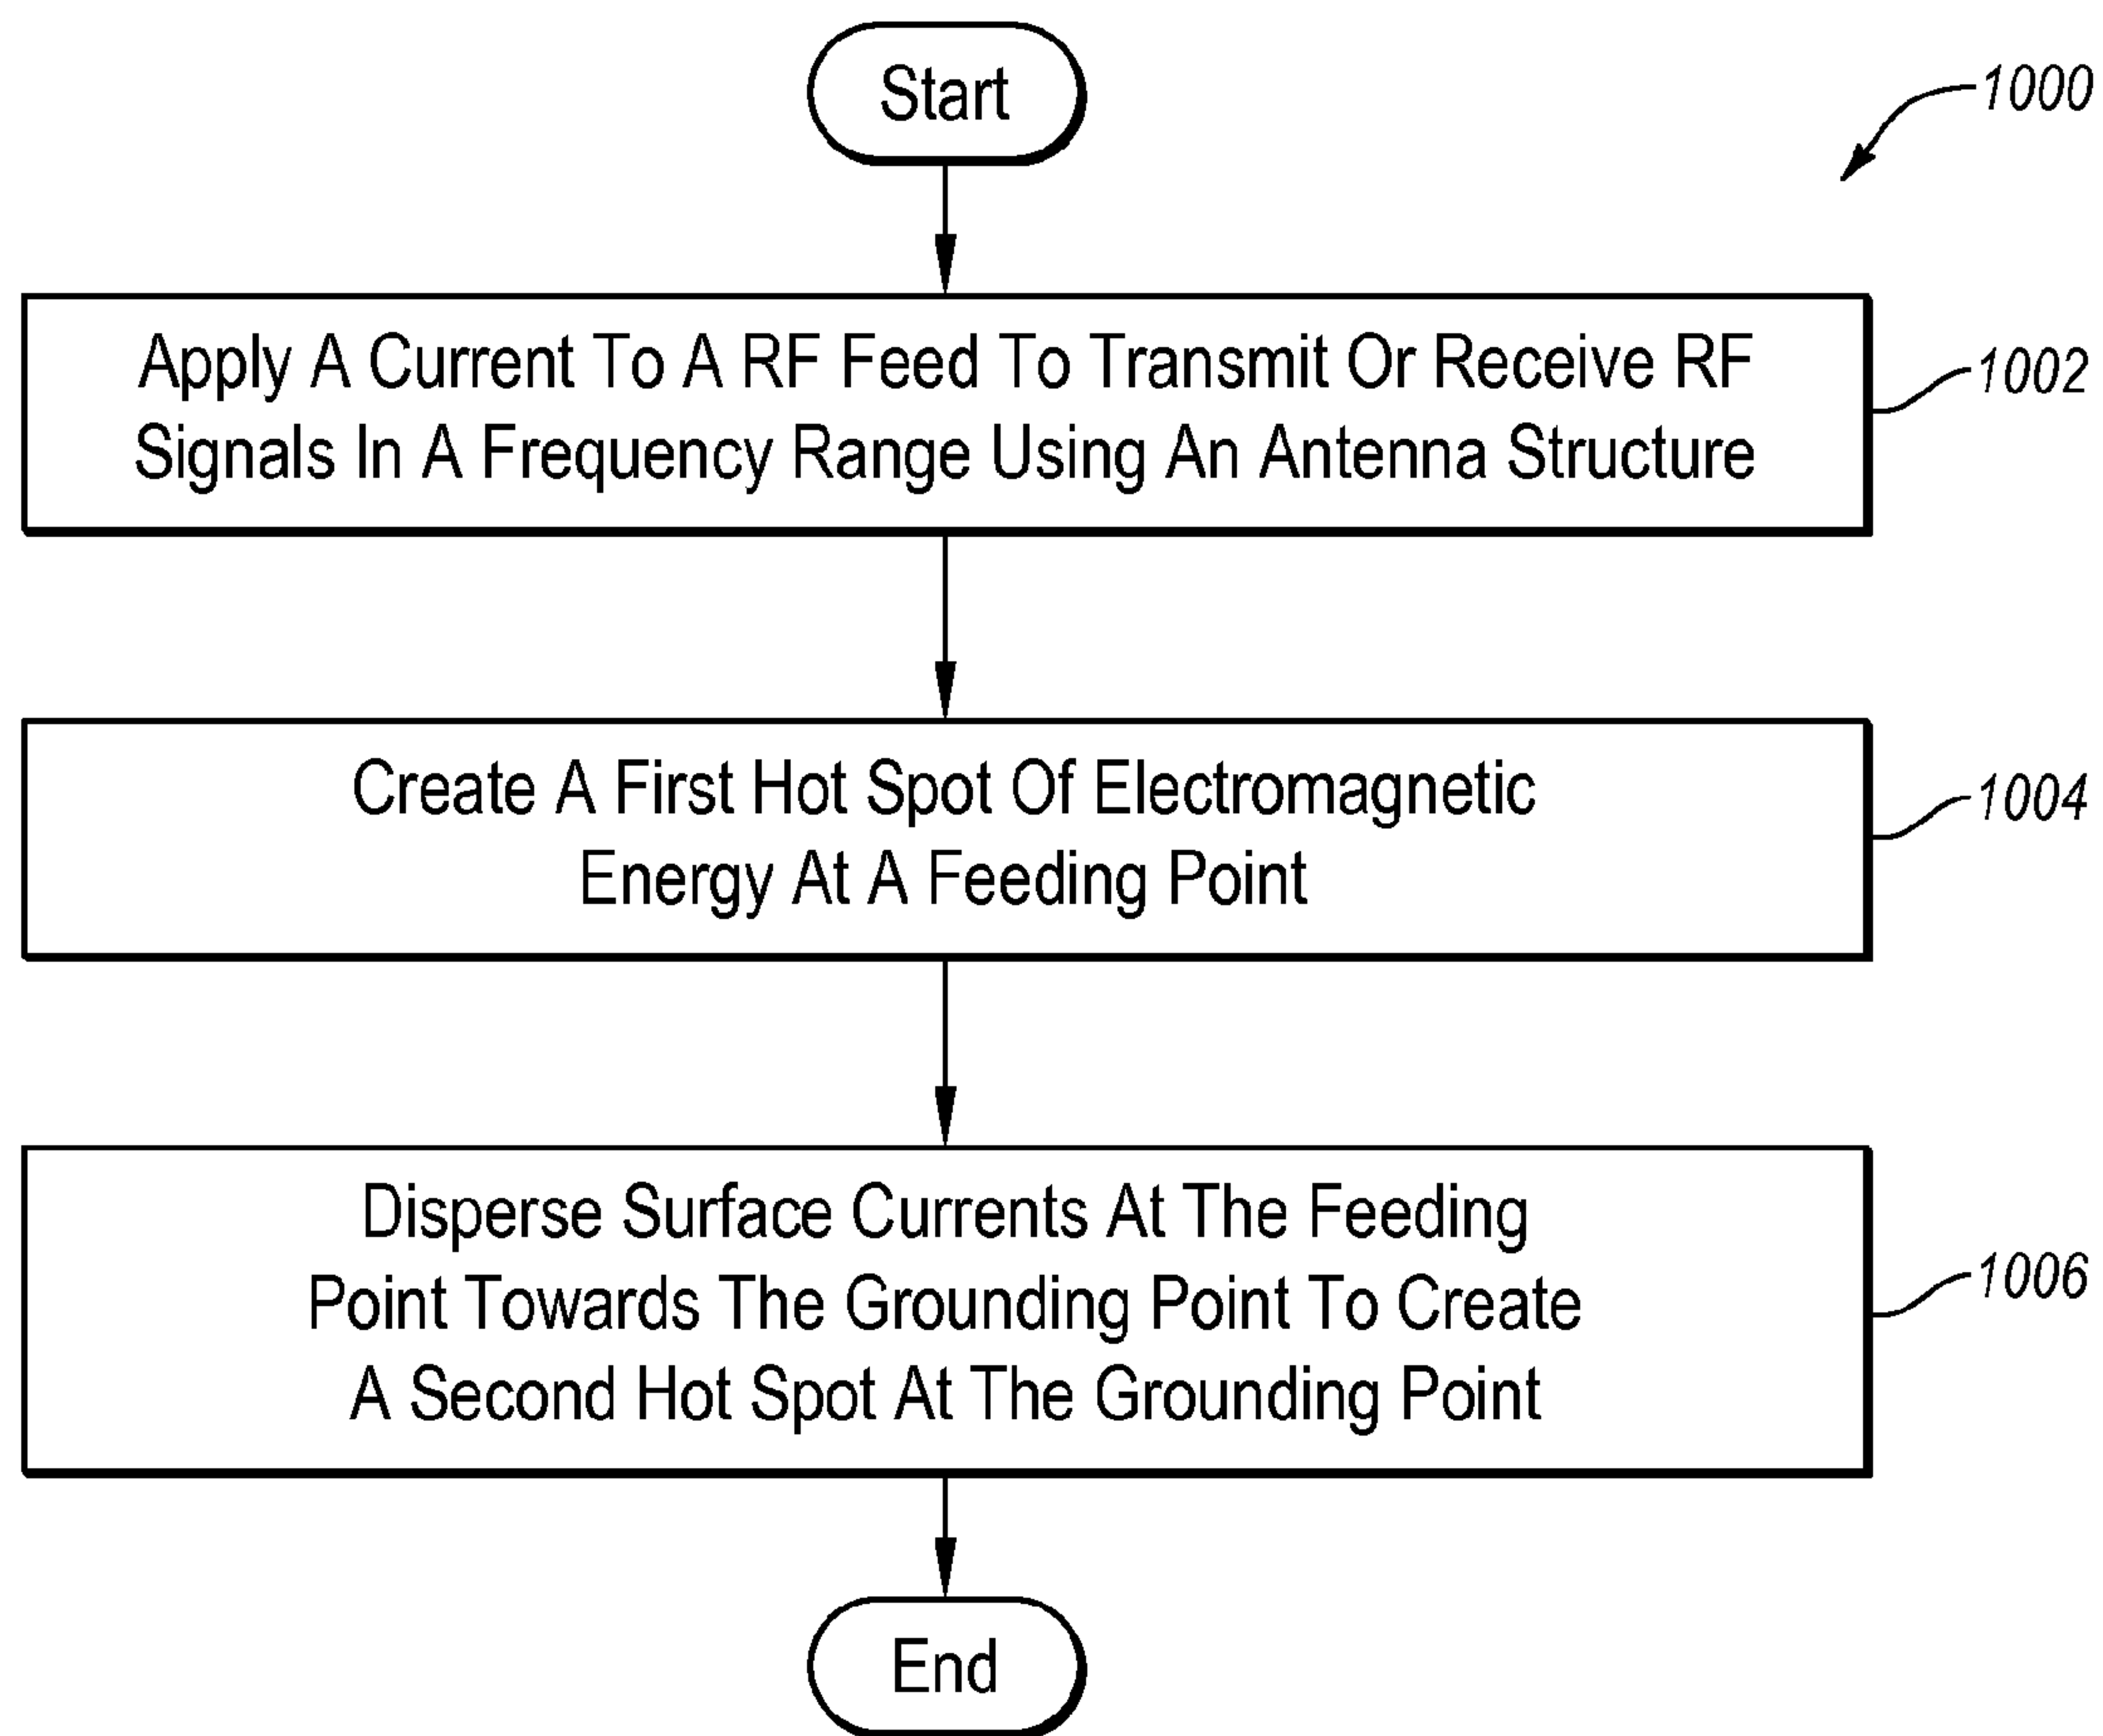 Start
1000
Apply A Current To A RF Feed To Transmit Or Receive RF
Signals In A Frequency Range Using An Antenna Structure
1002
Create A First Hot Spot Of Electromagnetic
Energy At A Feeding Point
1004
Disperse Surface Currents At The Feeding
Point Towards The Grounding Point To Create
A Second Hot Spot At The Grounding Point
1006
End